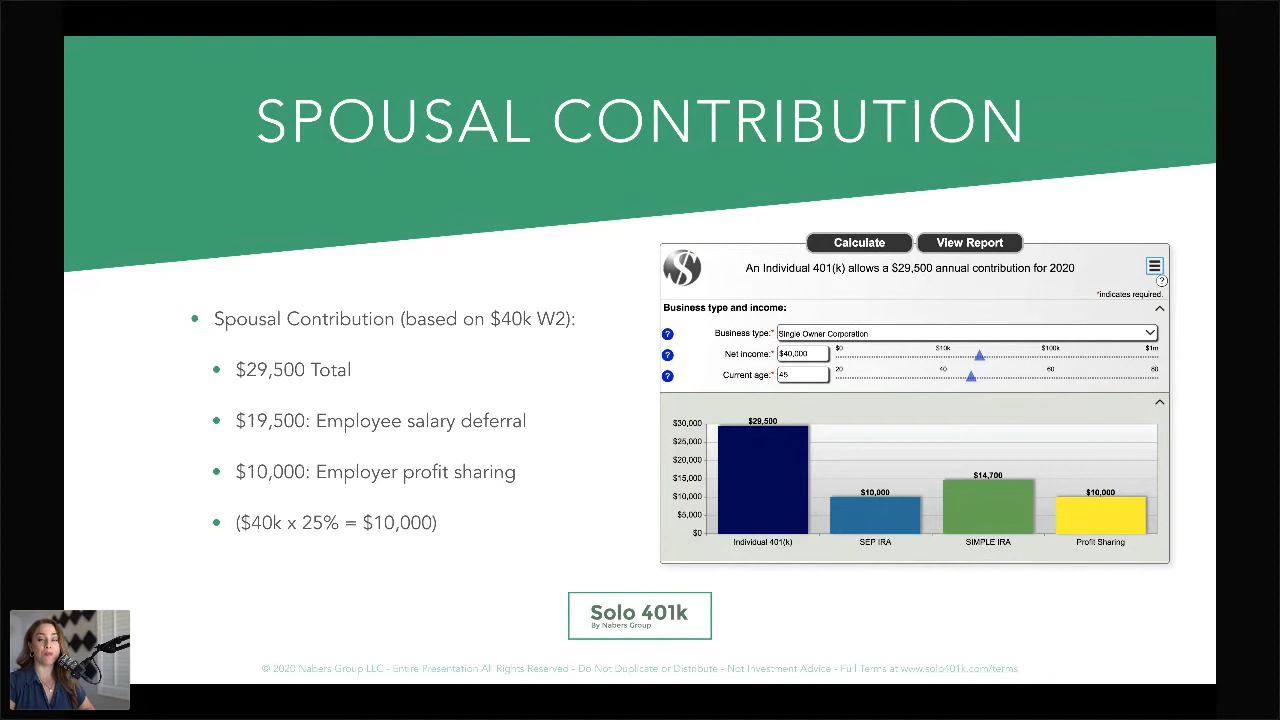 SPOUSAL CONTRIBUTION
Calculate View Report
An Individual 401(k) allows a $29,500 annual contribution for 2020
*indicates required.
Business type and income:
Business type:* Single Owner Corporation
$0 $10k $100k $1m
Net income:* $40,000
20 40 60 80
Current age:* 45
• Spousal Contribution (based on $40k W2):
• $29,500 Total
• $19,500: Employee salary deferral
• $10,000: Employer profit sharing
• ($40k x 25% = $10,000)
$30,000
$25,000
$20,000
$15,000
$10,000
$5,000
$0
$29,500
$10,000
$14,700
$10,000
Individual 401(k) SEP IRA SIMPLE IRA Profit Sharing
Solo 401k
By Nabers Group
© 2020 Nabers Group LLC - Entire Presentation All Rights Reserved - Do Not Duplicate or Distribute - Not Investment Advice - Full Terms at www.solo401k.com/terms